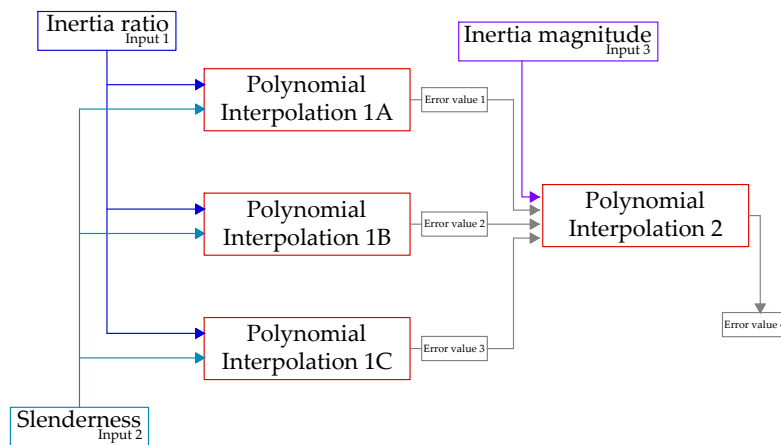 Inertia ratio
Input 1
Inertia magnitude
Input 3
Polynomial
Interpolation 1A
Error value 1
Polynomial
Interpolation 1B
Error value 2
Polynomial
Interpolation 2
Polynomial
Interpolation 1C
Error value 3
Error value
Slenderness
Input 2